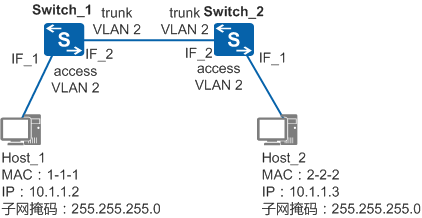 Switch_1
trunk
VLAN 2
trunk
VLAN 2
Switch_2
S
S
IF_1
IF_2
IF_2
IF_1
access
VLAN 2
access
VLAN 2
Host_1
MAC：1-1-1
IP：10.1.1.2
子网掩码：255.255.255.0
Host_2
MAC：2-2-2
IP：10.1.1.3
子网掩码：255.255.255.0